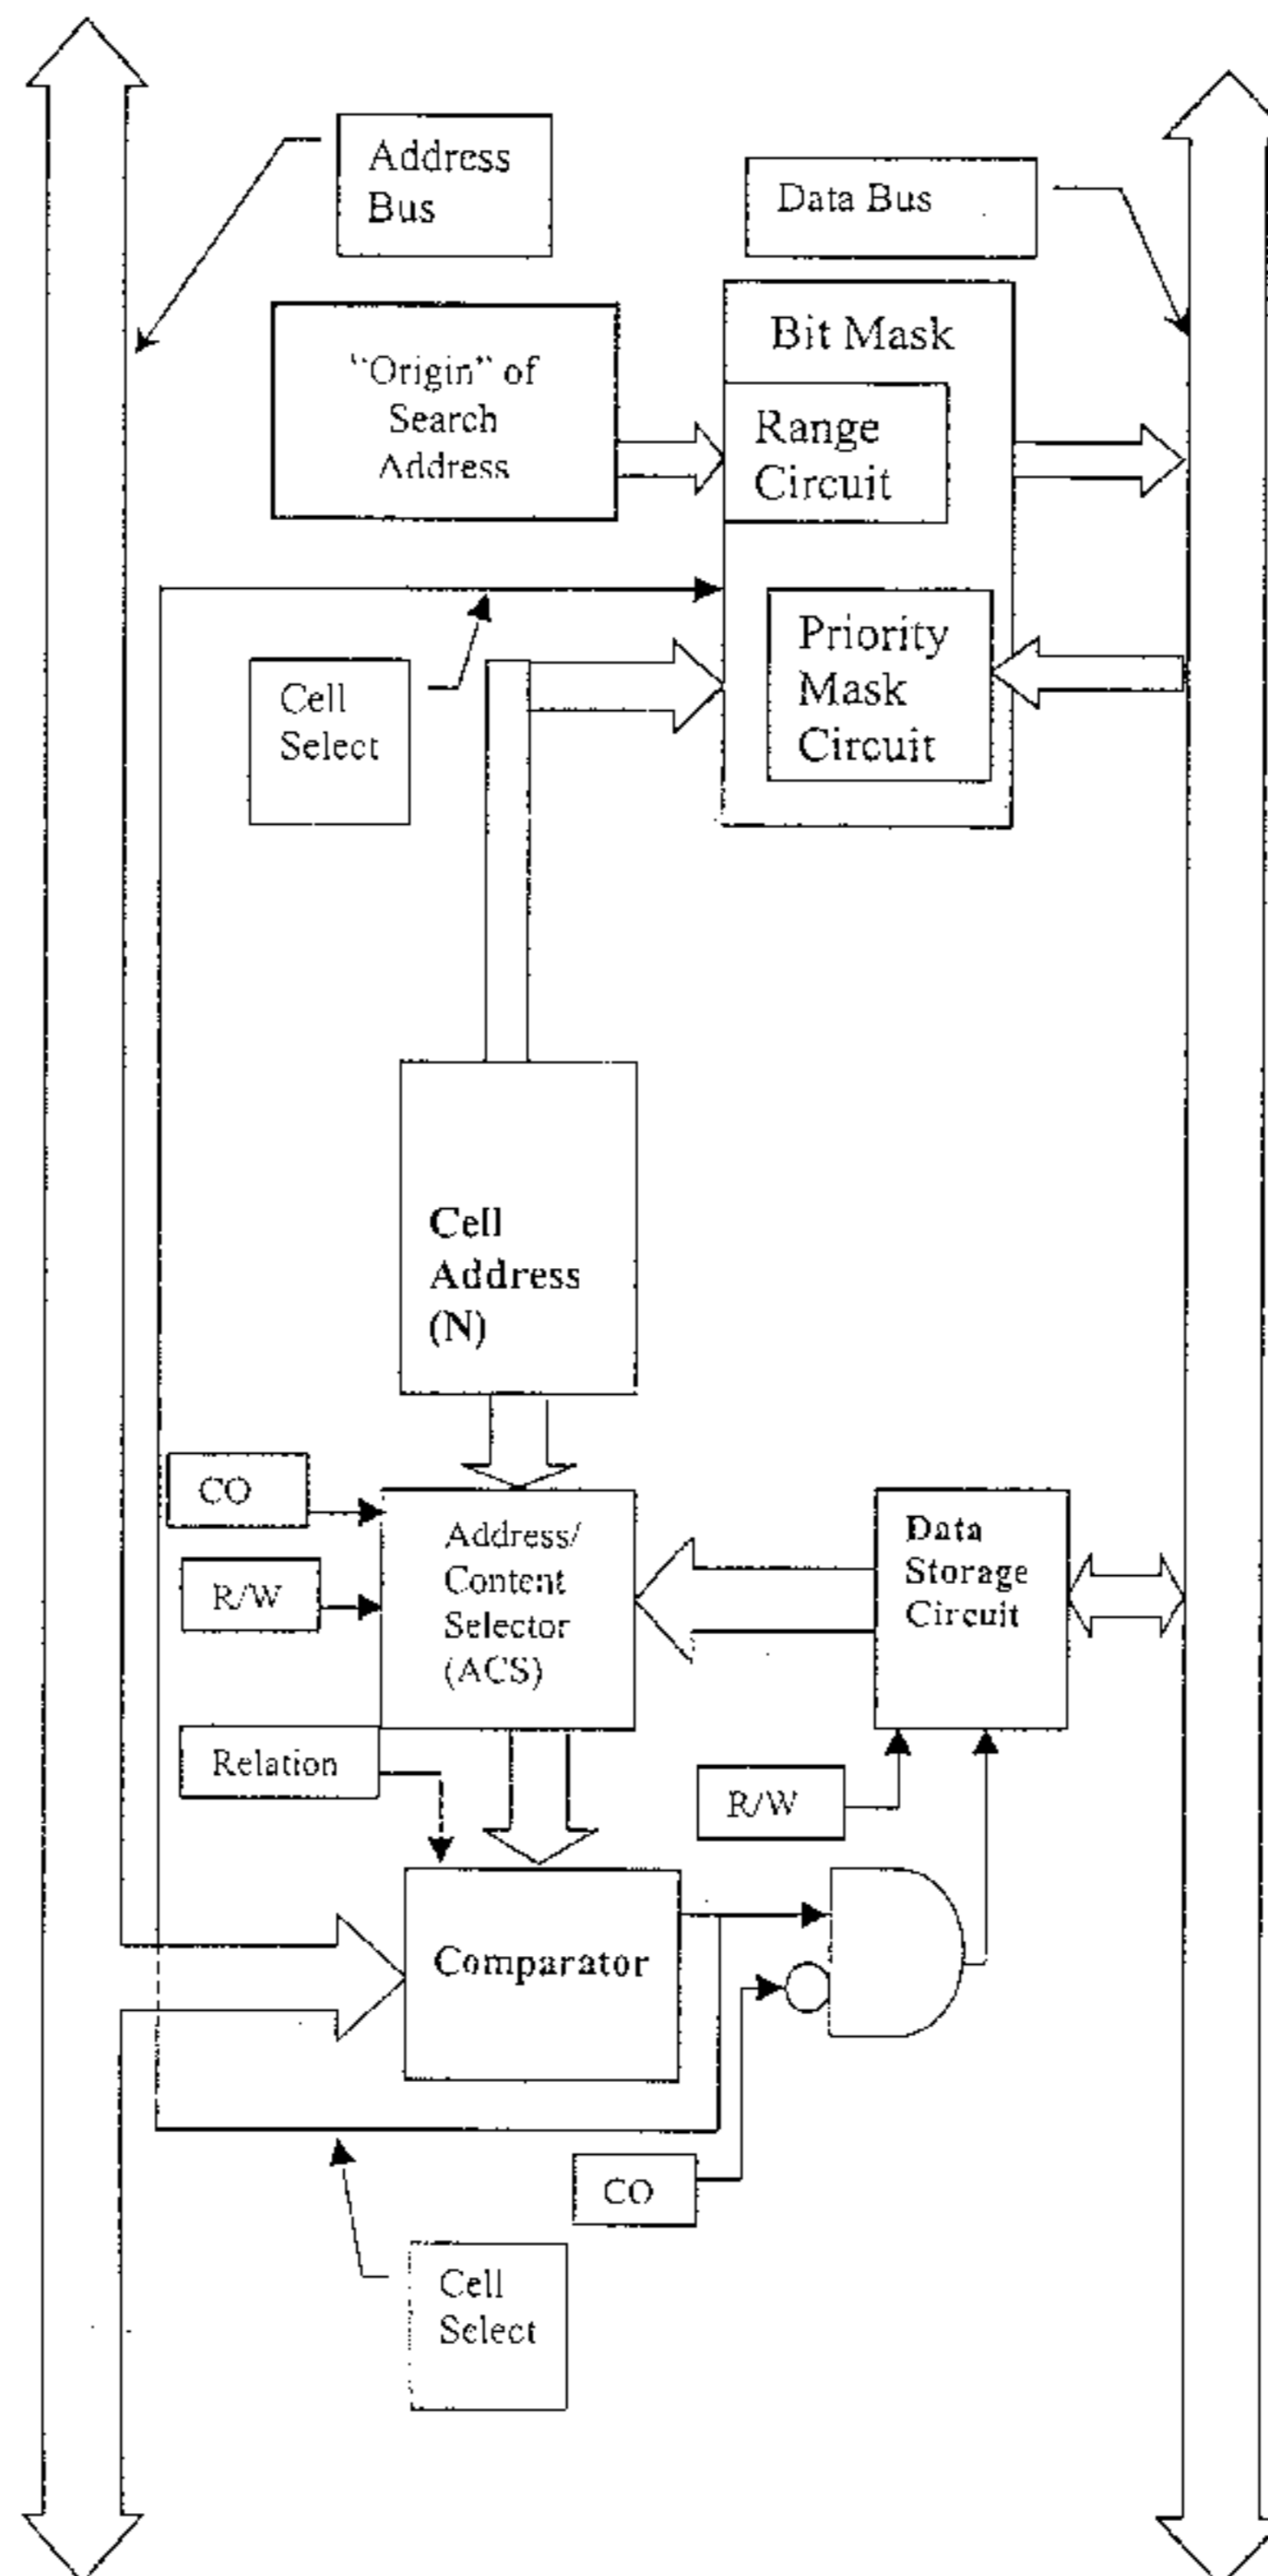 Address
Bus
Data Bus
Bit Mask
"Origin" of
Search
Address
Range
Circuit
Priority
Mask
Circuit
Cell
Select
Cell
Address
(N)
CO
R/W
Address/
Content
Selector
(ACS)
Data
Storage
Circuit
Relation
R/W
Comparator
CO
Cell
Select